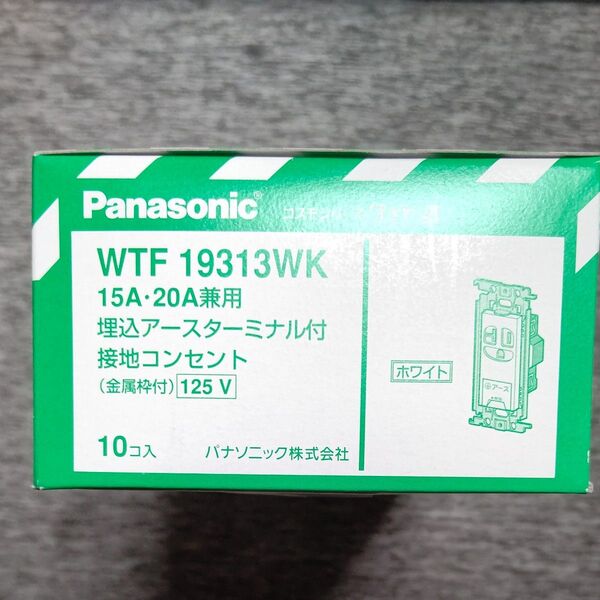 Panasonic®
WTF 19313WK
15A・20A兼用
埋込アースターミナル付
接地コンセント
(金属枠付) 125 V
ホワイト
アース
10コ入
パナソニック株式会社